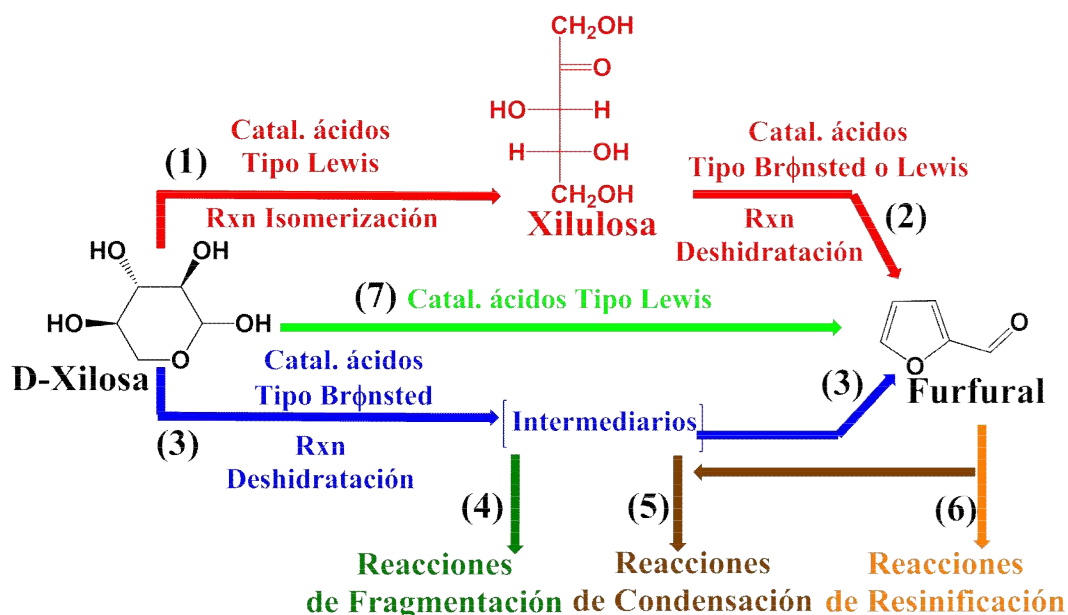 CH2OH
O
HO
H
H
OH
CH2OH
Xilulosa
(1)
Catal. ácidos
Tipo Lewis
Rxn Isomerización
Catal. ácidos
Tipo Brϕnsted o Lewis
Rxn
Deshidratación
(2)
HO
OH
HO
OH
O
D-Xilosa
(7)
Catal. ácidos Tipo Lewis
O
O
Furfural
Catal. ácidos
Tipo Brϕnsted
(3)
Rxn
Deshidratación
[Intermediarios]
(3)
(4)
(5)
(6)
Reacciones
de Fragmentación
Reacciones
de Condensación
Reacciones
de Resinificación